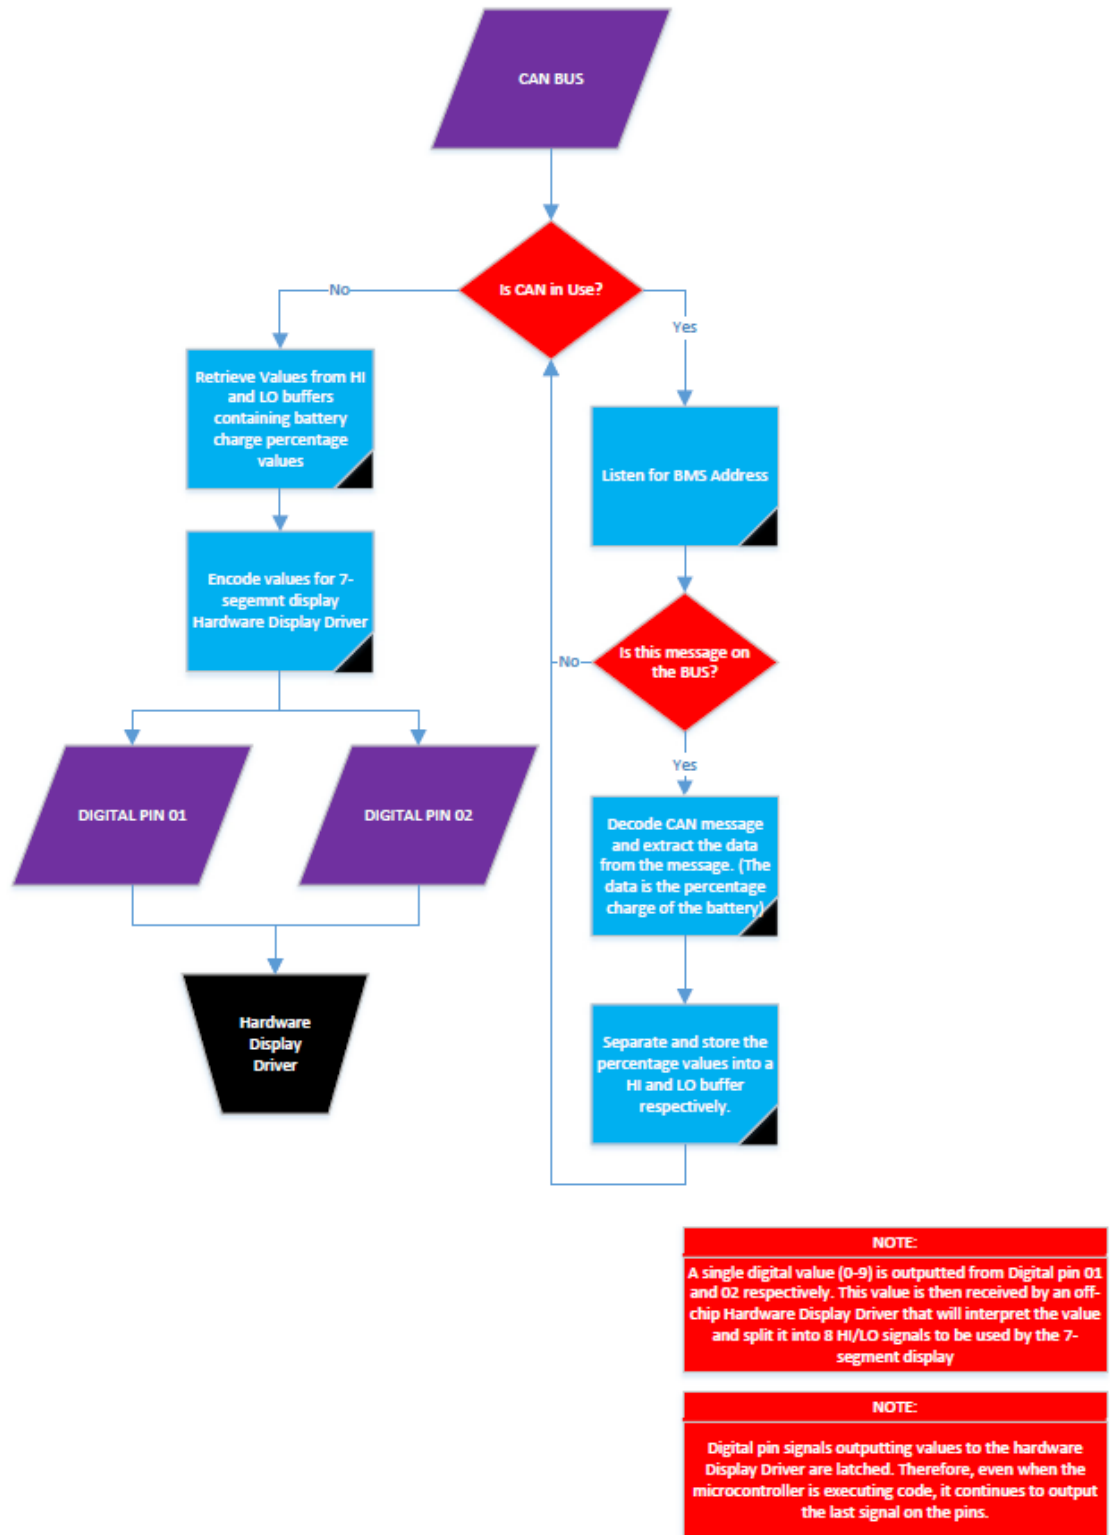 CAN BUS
Is CAN in Use?
No
Yes
Retrieve Values from HI
and LO buffers
containing battery
charge percentage
values
Listen for BMS Address
Encode values for 7-
segemnt display
Hardware Display Driver
Is this message on
the BUS?
No
Yes
DIGITAL PIN 01
DIGITAL PIN 02
Decode CAN message
and extract the data
from the message. (The
data is the percentage
charge of the battery)
Hardware
Display
Driver
Separate and store the
percentage values into a
HI and LO buffer
respectively.
NOTE:
A single digital value (0-9) is outputted from Digital pin 01
and 02 respectively. This value is then received by an off-
chip Hardware Display Driver that will interpret the value
and split it into 8 HI/LO signals to be used by the 7-
segment display
NOTE:
Digital pin signals outputting values to the hardware
Display Driver are latched. Therefore, even when the
microcontroller is executing code, it continues to output
the last signal on the pins.